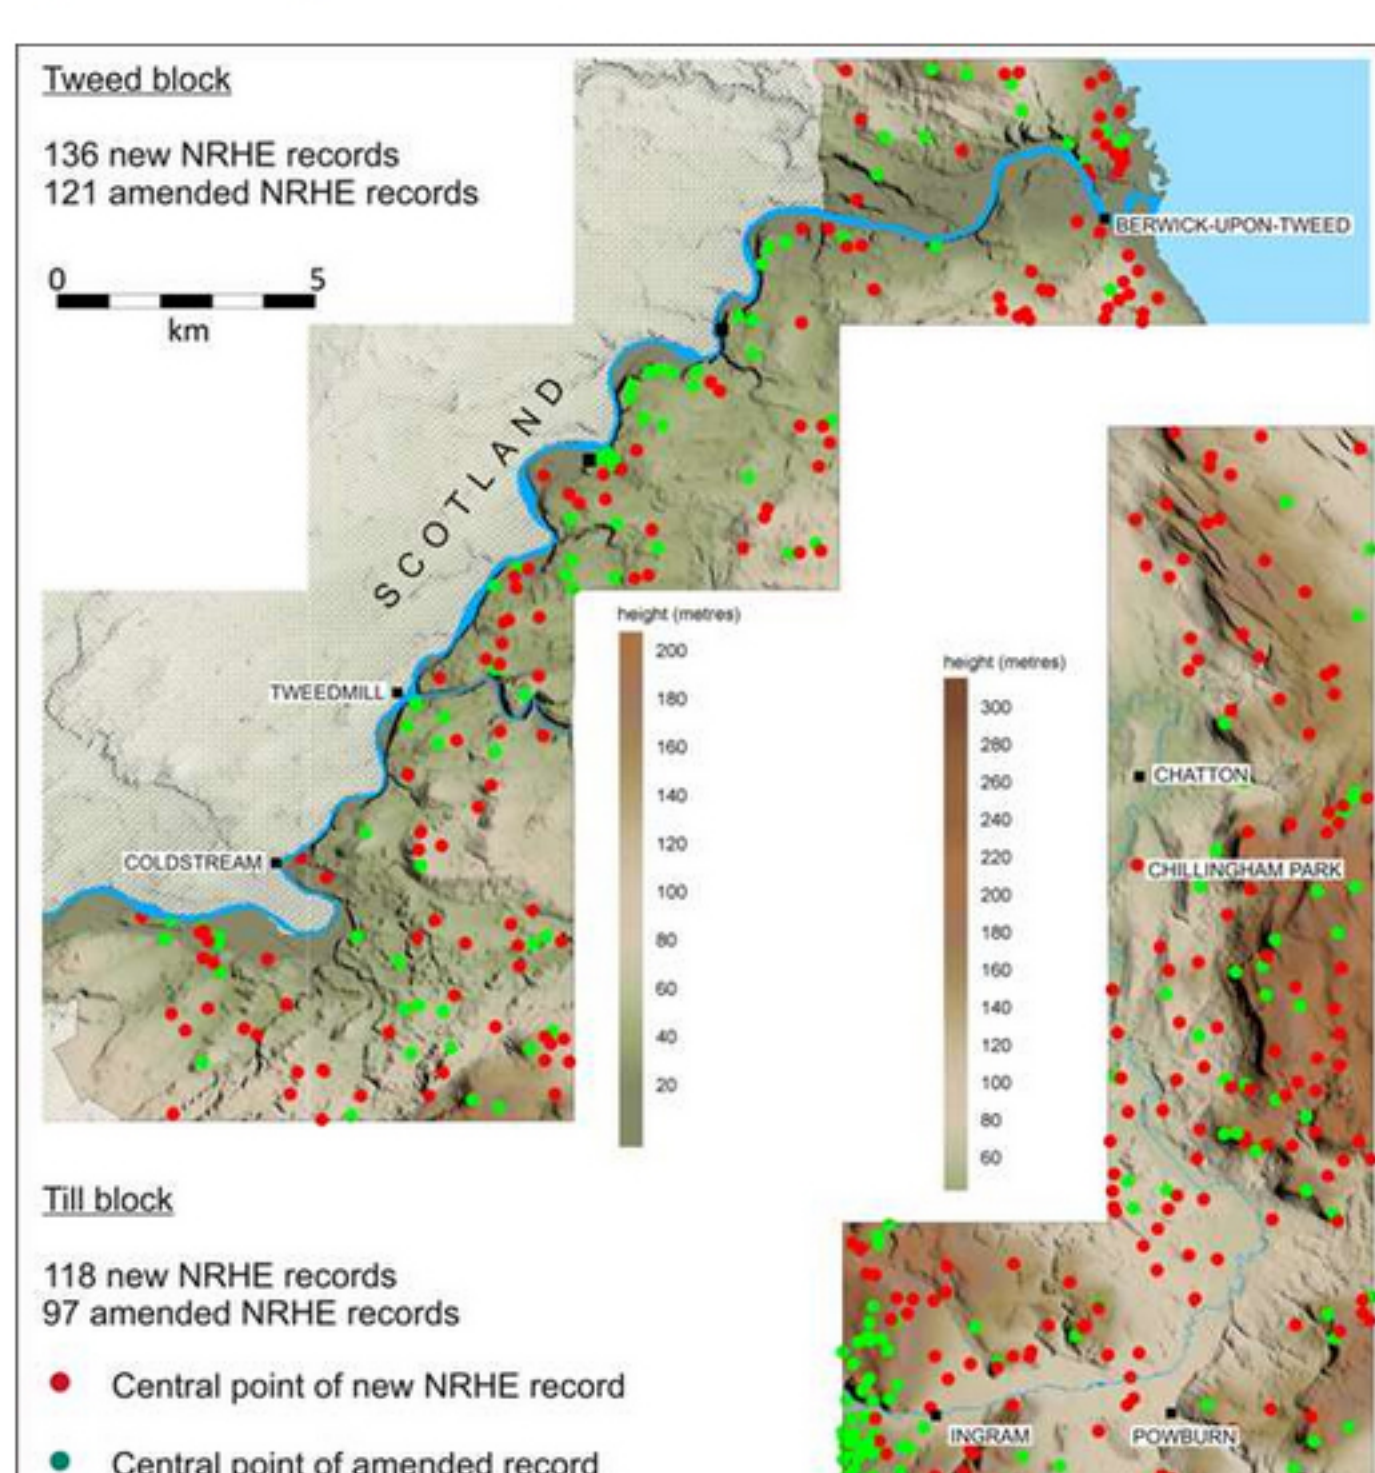 Tweed block
136 new NRHE records
121 amended NRHE records
0 5
km
BERWICK-UPON-TWEED
SCOTLAND
height (metres)
200
180
160
140
120
100
80
60
40
20
TWEEDMILL
COLDSTREAM
height (metres)
300
280
260
240
220
200
180
160
140
120
100
80
60
CHATTON
CHILLINGHAM PARK
INGRAM
POWBURN
Till block
118 new NRHE records
97 amended NRHE records
Central point of new NRHE record
Central point of amended record